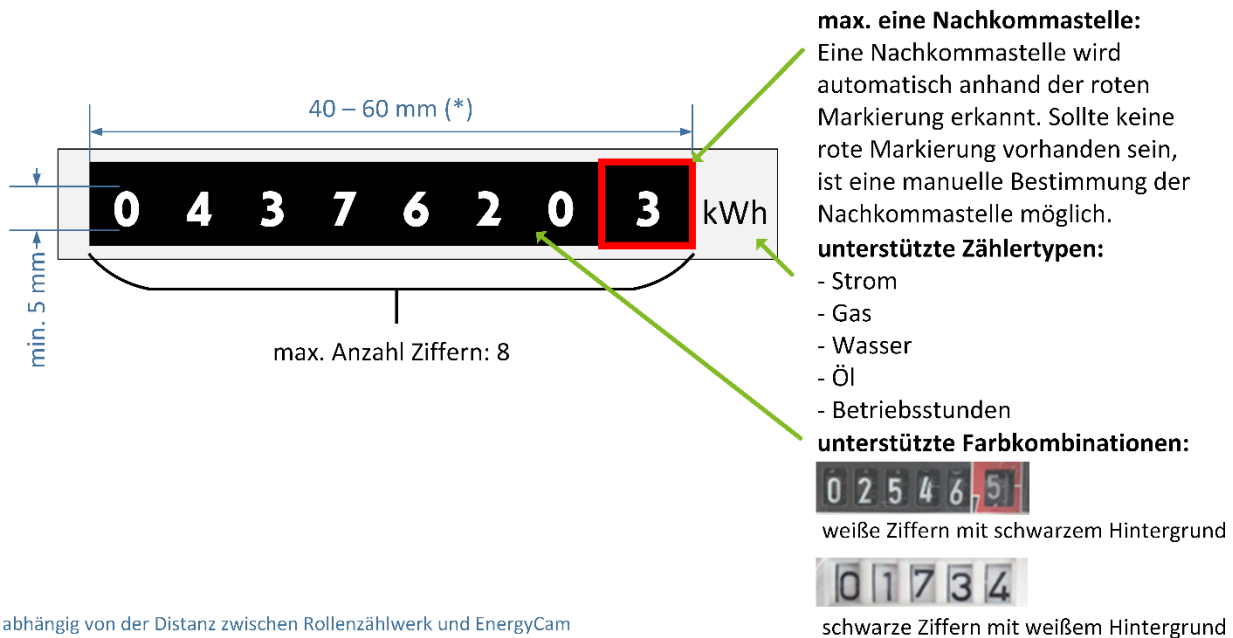 max. eine Nachkommastelle:
Eine Nachkommastelle wird
automatisch anhand der roten
Markierung erkannt. Sollte keine
rote Markierung vorhanden sein,
ist eine manuelle Bestimmung der
Nachkommastelle möglich.
40 – 60 mm (*)
0 4 3 7 6 2 0 3 kWh
min. 5 mm
max. Anzahl Ziffern: 8
unterstützte Zählertypen:
- Strom
- Gas
- Wasser
- Öl
- Betriebsstunden
unterstützte Farbkombinationen:
0 2 5 4 6,5
weiße Ziffern mit schwarzem Hintergrund
0 1 7 3 4
schwarze Ziffern mit weißem Hintergrund
abhängig von der Distanz zwischen Rollenzählwerk und EnergyCam